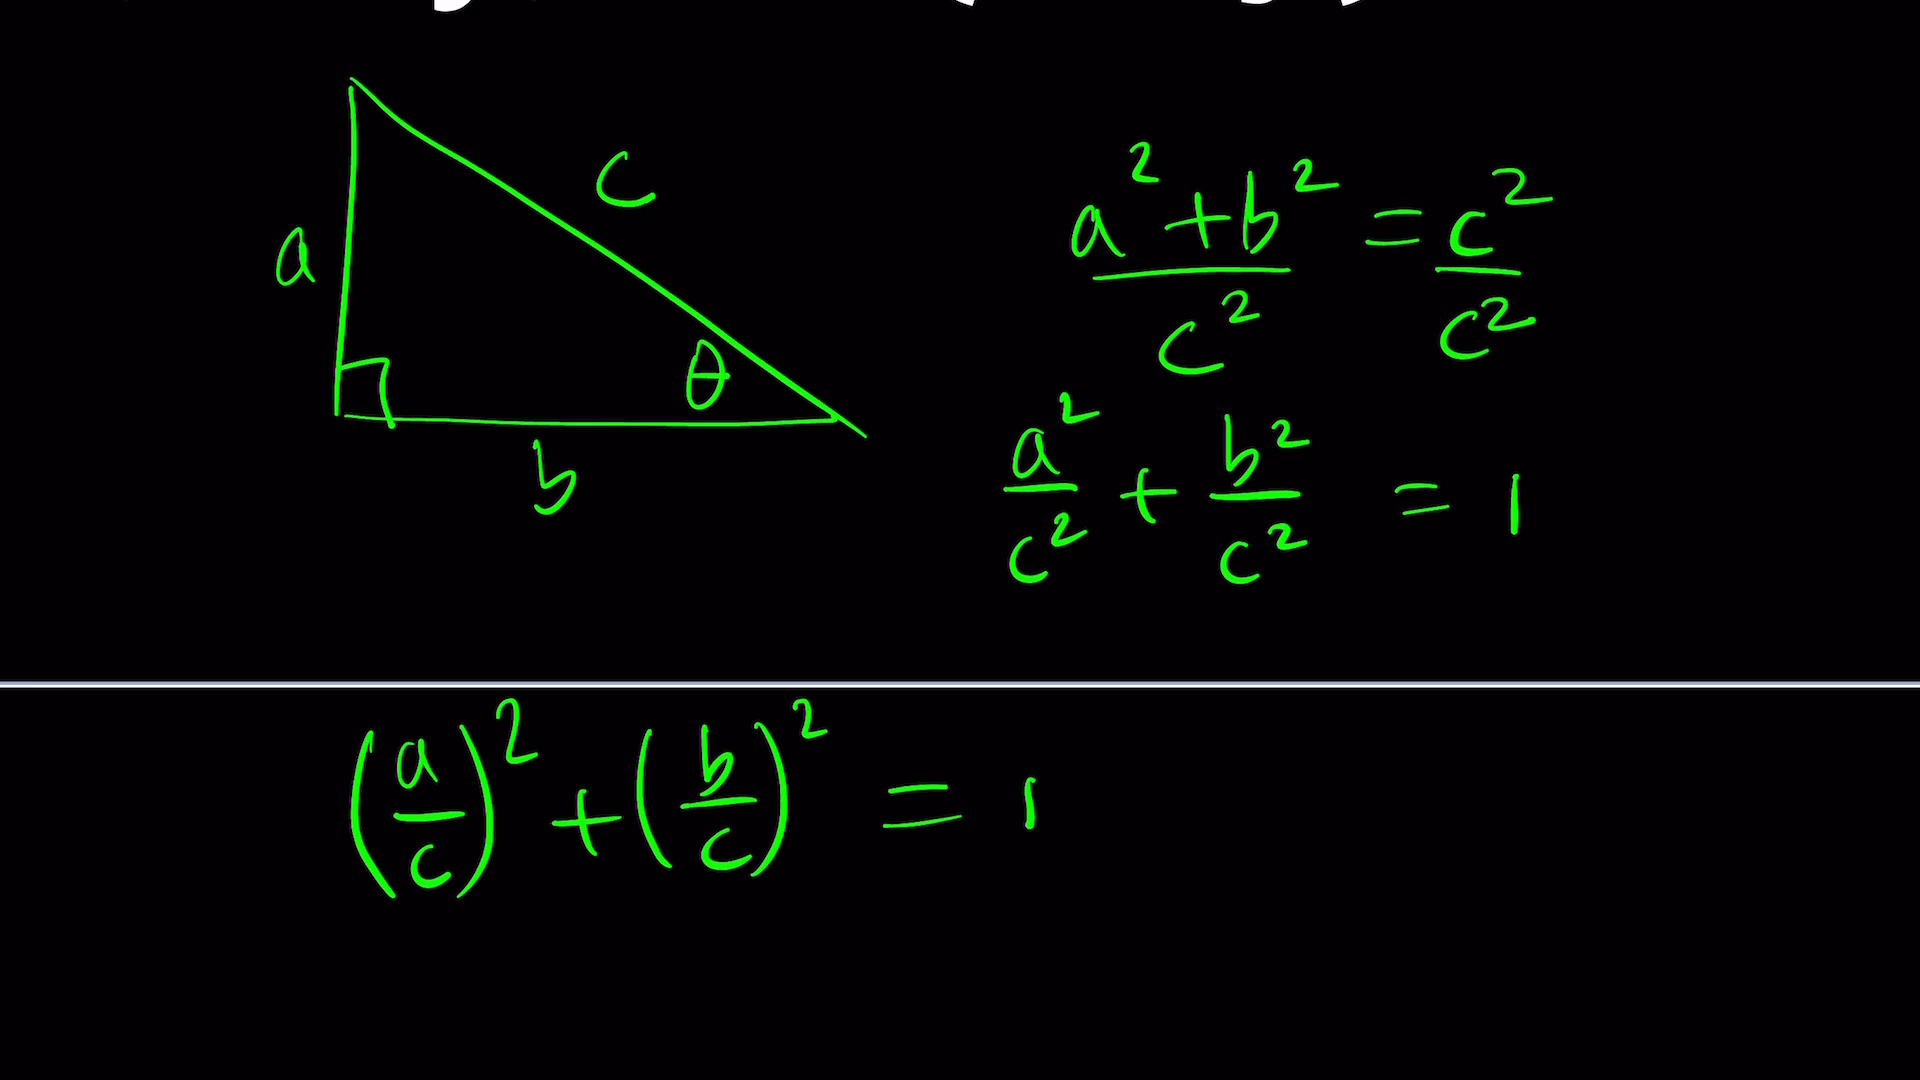 c
a
θ
b
a² + b² / c² = c² / c²
a² / c² + b² / c² = 1
(a / c)² + (b / c)² = 1